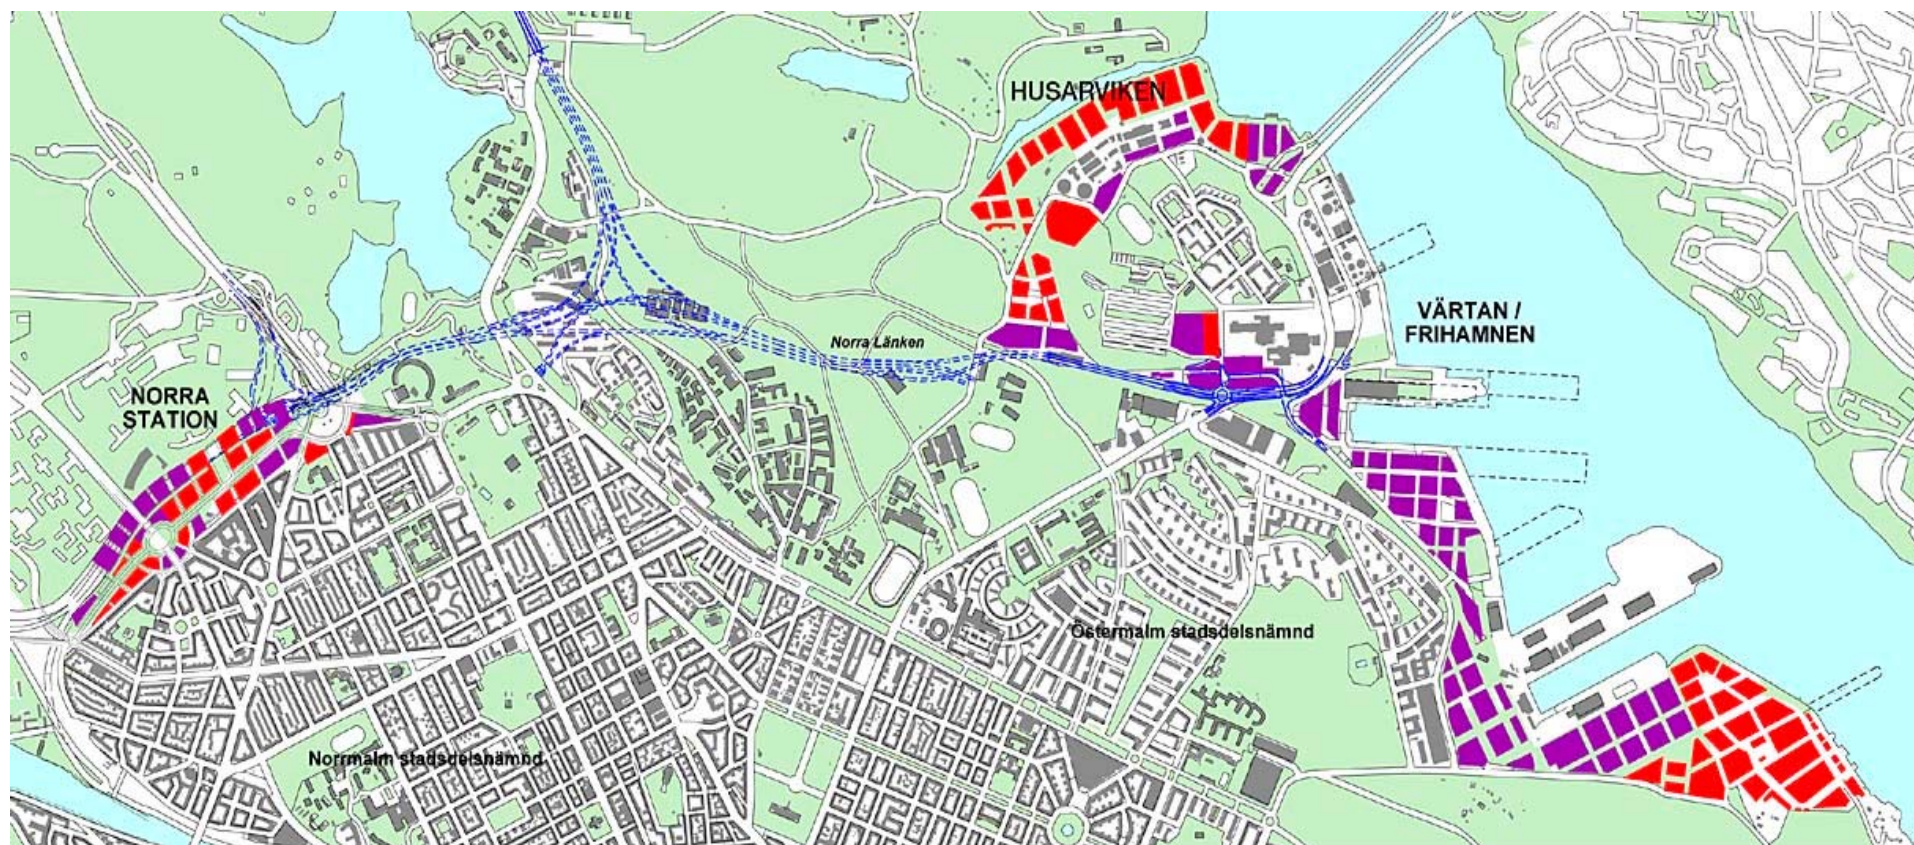 HUSARVIKEN
VÄRTAN /
FRIHAMNEN
Norra Länken
NORRA
STATION
Östermalm stadsdelsnämnd
Norrmalm stadsdelsnämnd